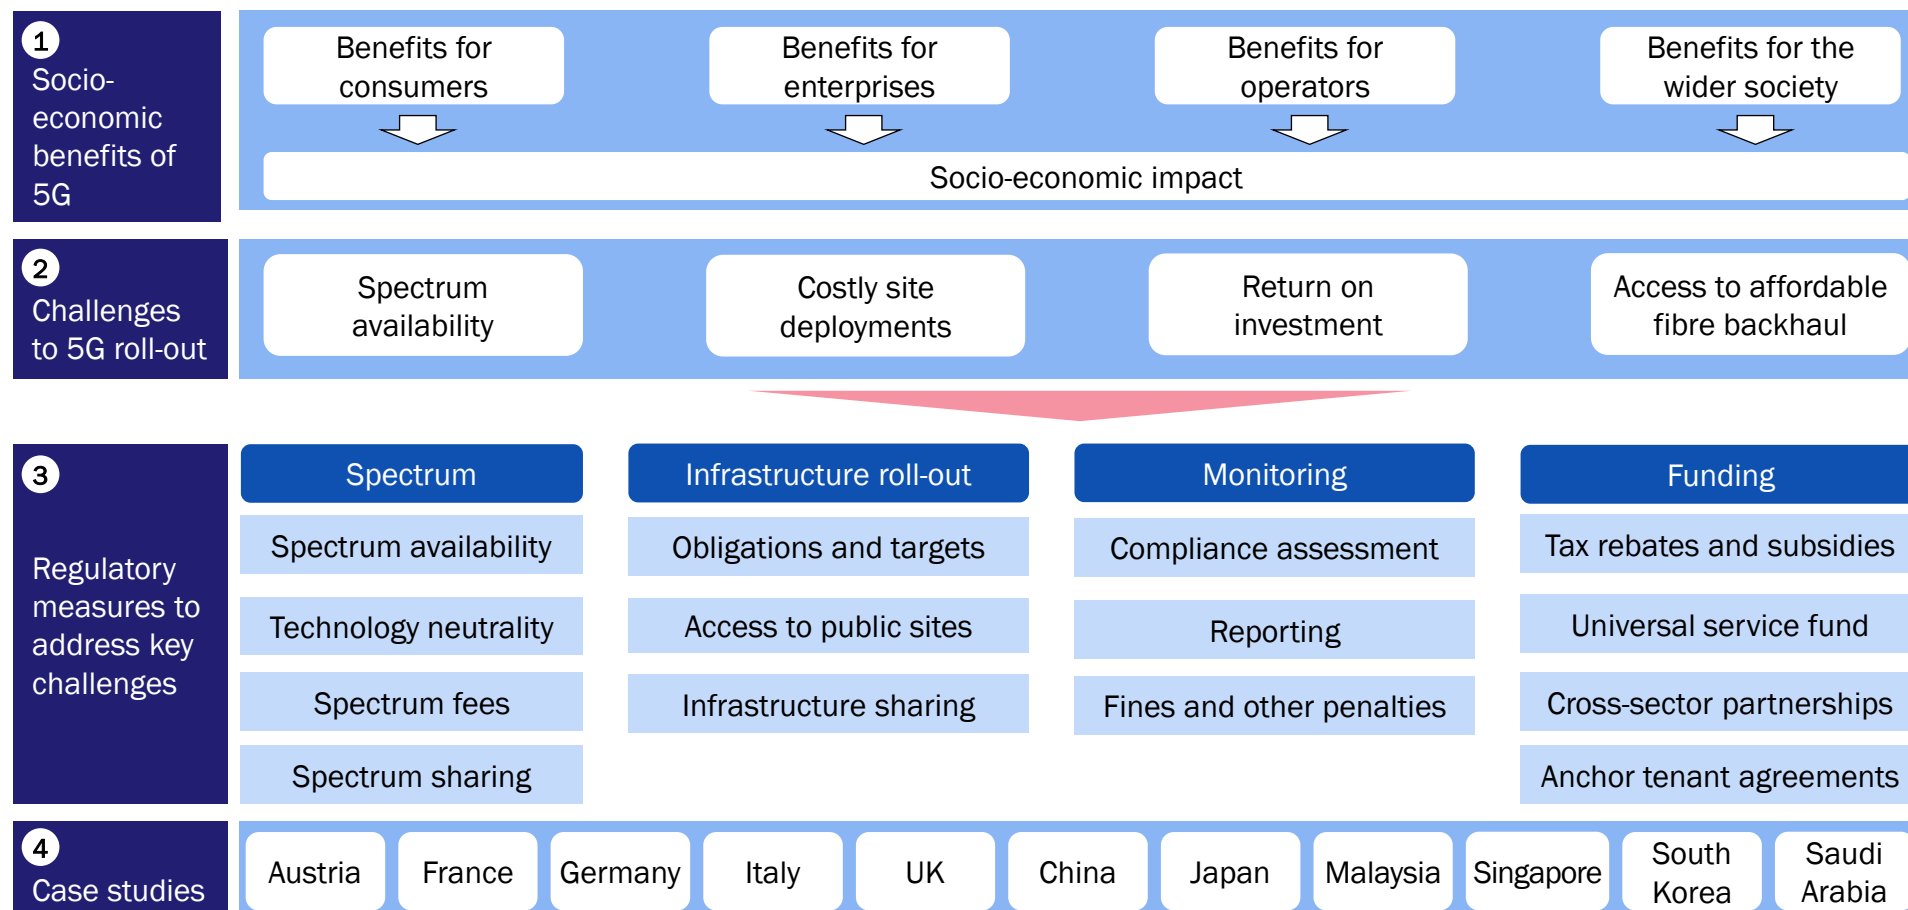 1
Socio-
economic
benefits of
5G
Benefits for
consumers
Benefits for
enterprises
Benefits for
operators
Benefits for the
wider society
Socio-economic impact
2
Challenges
to 5G roll-out
Spectrum
availability
Costly site
deployments
Return on
investment
Access to affordable
fibre backhaul
3
Regulatory
measures to
address key
challenges
Spectrum
Spectrum availability
Technology neutrality
Spectrum fees
Spectrum sharing
Infrastructure roll-out
Obligations and targets
Access to public sites
Infrastructure sharing
Monitoring
Compliance assessment
Reporting
Fines and other penalties
Funding
Tax rebates and subsidies
Universal service fund
Cross-sector partnerships
Anchor tenant agreements
4
Case studies
Austria
France
Germany
Italy
UK
China
Japan
Malaysia
Singapore
South
Korea
Saudi
Arabia